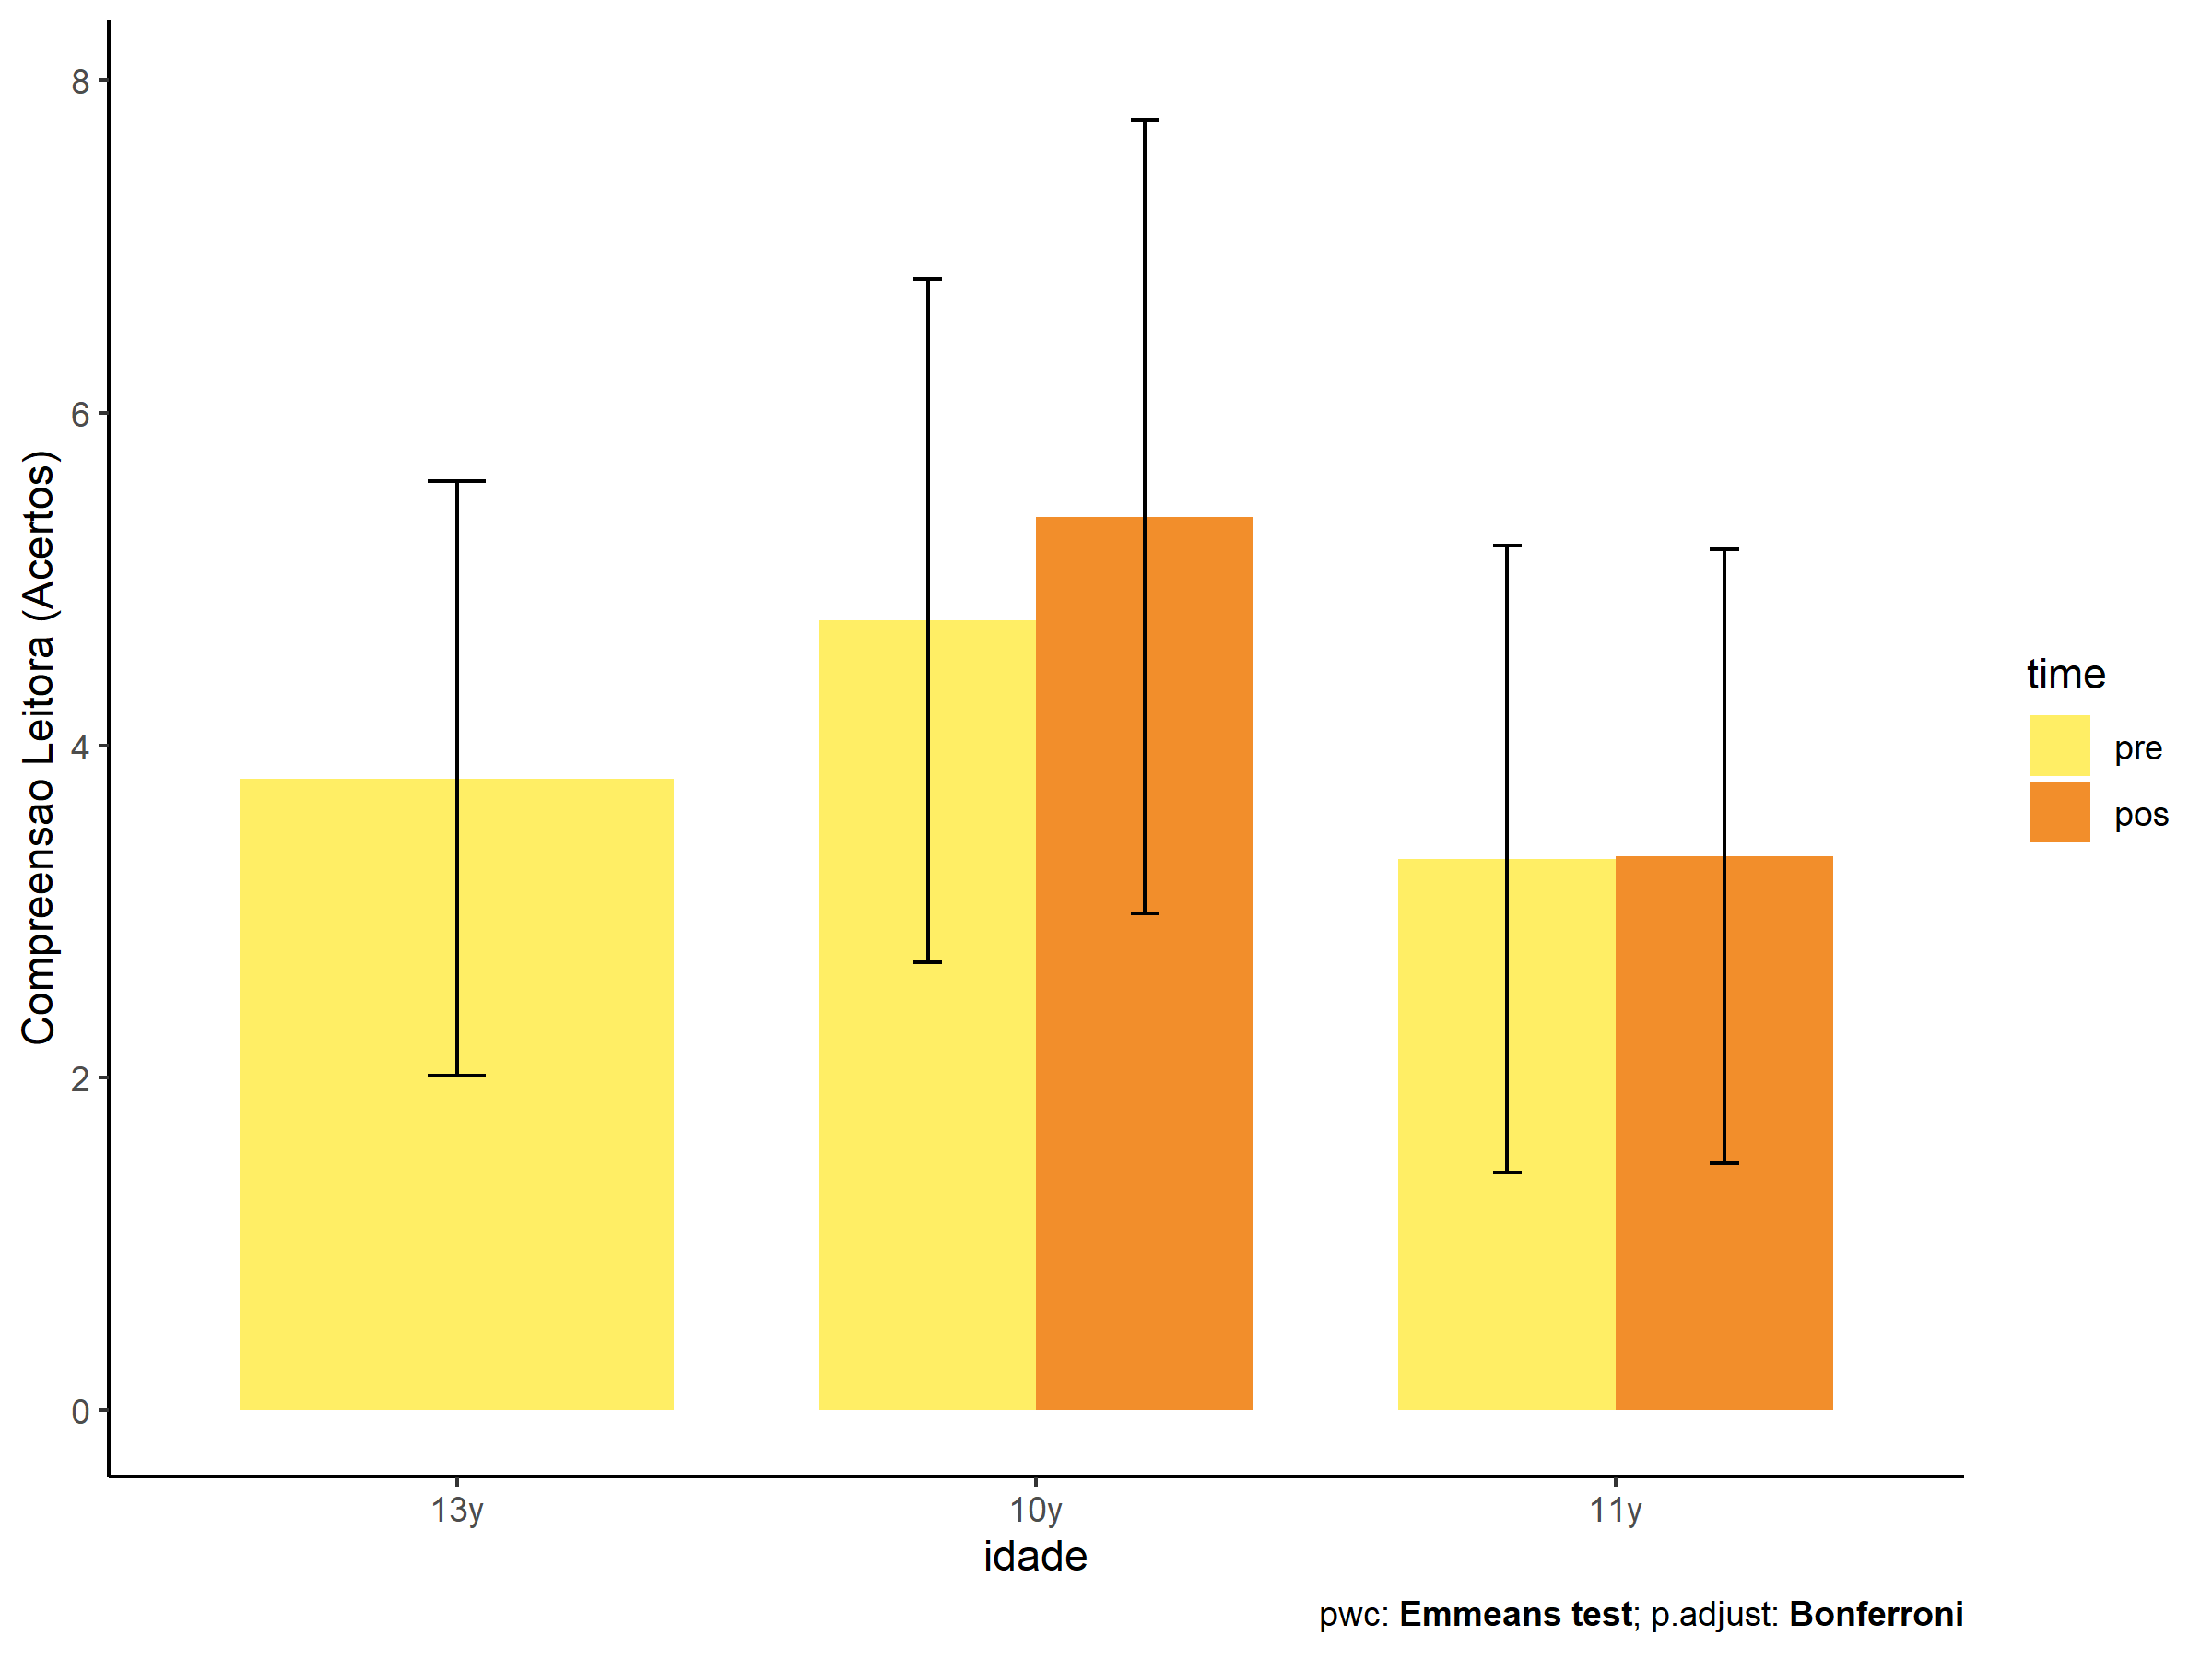 Compreensao Leitora (Acertos)
8
6
4
2
0
13y
10y
11y
idade
time
pre
pos
pwc: Emmeans test; p.adjust: Bonferroni